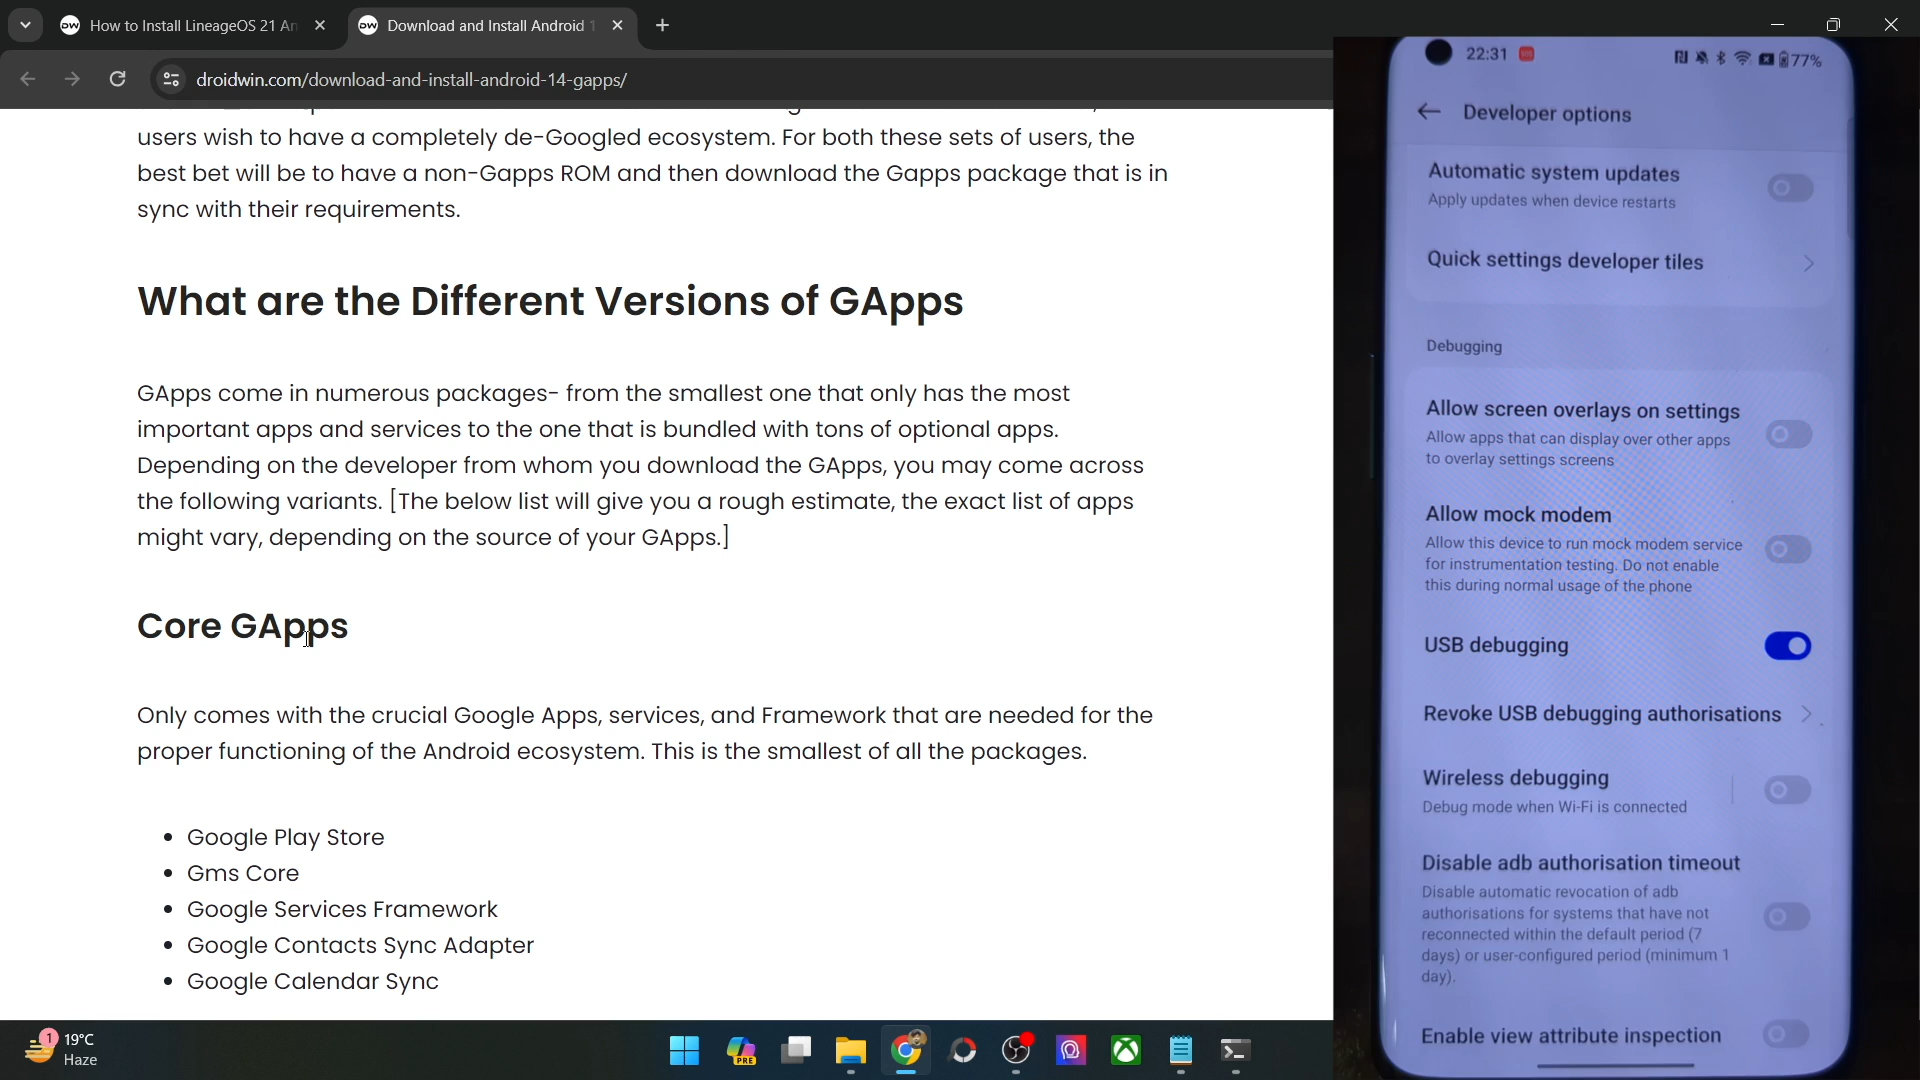 DW How to Install LineageOS 21 An
DW Download and Install Android 1
droidwin.com/download-and-install-android-14-gapps/
users wish to have a completely de-Googled ecosystem. For both these sets of users, the
best bet will be to have a non-Gapps ROM and then download the Gapps package that is in
sync with their requirements.
What are the Different Versions of GApps
GApps come in numerous packages- from the smallest one that only has the most
important apps and services to the one that is bundled with tons of optional apps.
Depending on the developer from whom you download the GApps, you may come across
the following variants. [The below list will give you a rough estimate, the exact list of apps
might vary, depending on the source of your GApps.]
Core GApps
Only comes with the crucial Google Apps, services, and Framework that are needed for the
proper functioning of the Android ecosystem. This is the smallest of all the packages.
• Google Play Store
• Gms Core
• Google Services Framework
• Google Contacts Sync Adapter
• Google Calendar Sync
1
19°C
Haze
PRE
22:31
77%
Developer options
Automatic system updates
Apply updates when device restarts
Quick settings developer tiles
Debugging
Allow screen overlays on settings
Allow apps that can display over other apps
to overlay settings screens
Allow mock modem
Allow this device to run mock modem service
for instrumentation testing. Do not enable
this during normal usage of the phone
USB debugging
Revoke USB debugging authorisations
Wireless debugging
Debug mode when Wi-Fi is connected
Disable adb authorisation timeout
Disable automatic revocation of adb
authorisations for systems that have not
reconnected within the default period (7
days) or user-configured period (minimum 1
day).
Enable view attribute inspection